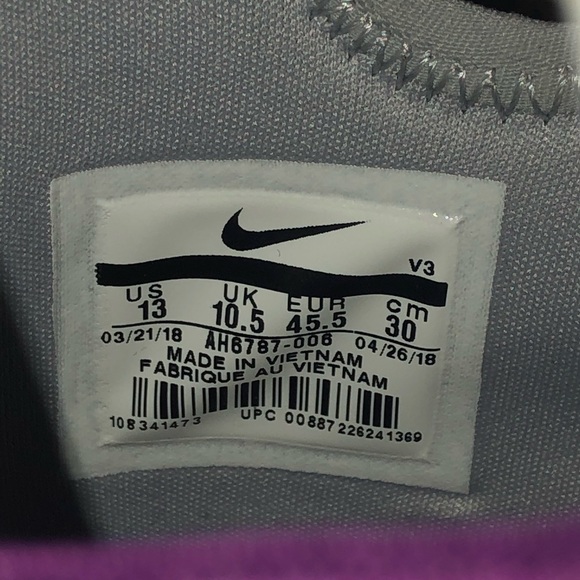 V3
US UK EUR cm
13 10.5 45.5 30
03/21/18 AH6787-006 04/26/18
MADE IN VIETNAM
FABRIQUE AU VIETNAM
108341473 UPC 00887226241369